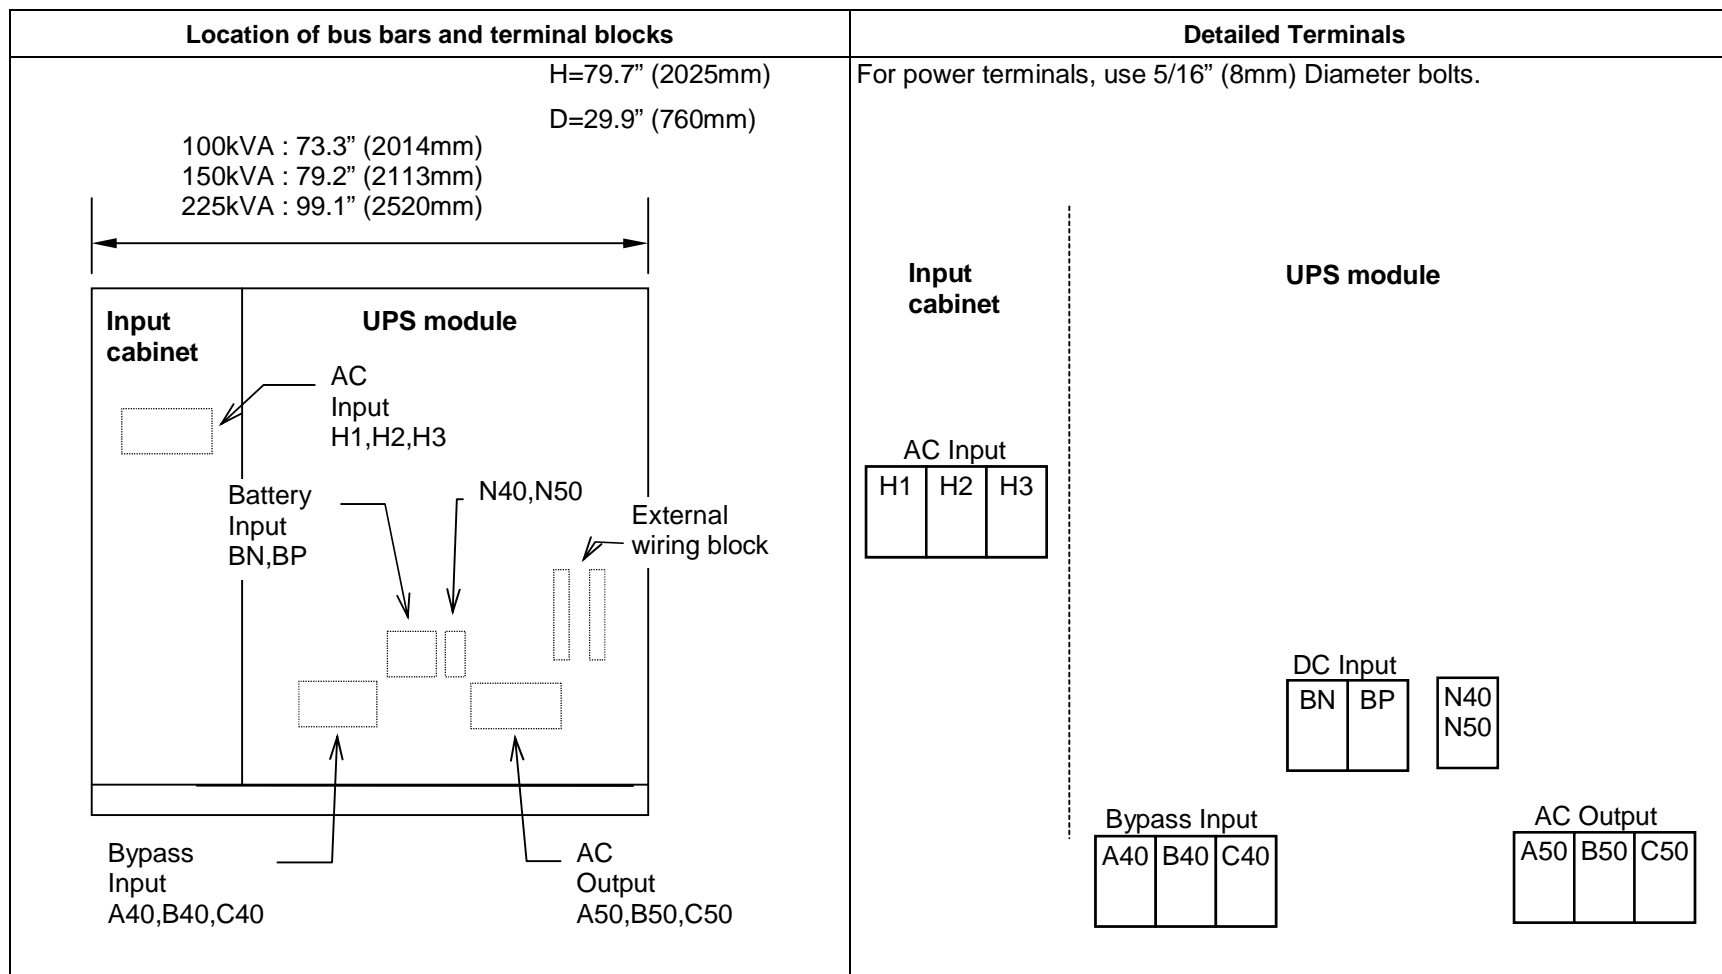 Location of bus bars and terminal blocks
H=79.7” (2025mm)
D=29.9” (760mm)
100kVA : 73.3” (2014mm)
150kVA : 79.2” (2113mm)
225kVA : 99.1” (2520mm)
Input
cabinet
UPS module
AC
Input
H1,H2,H3
Battery
Input
BN,BP
N40,N50
External
wiring block
Bypass
Input
A40,B40,C40
AC
Output
A50,B50,C50
Detailed Terminals
For power terminals, use 5/16” (8mm) Diameter bolts.
Input
cabinet
UPS module
AC Input
H1 H2 H3
DC Input
BN BP
N40
N50
Bypass Input
A40 B40 C40
AC Output
A50 B50 C50